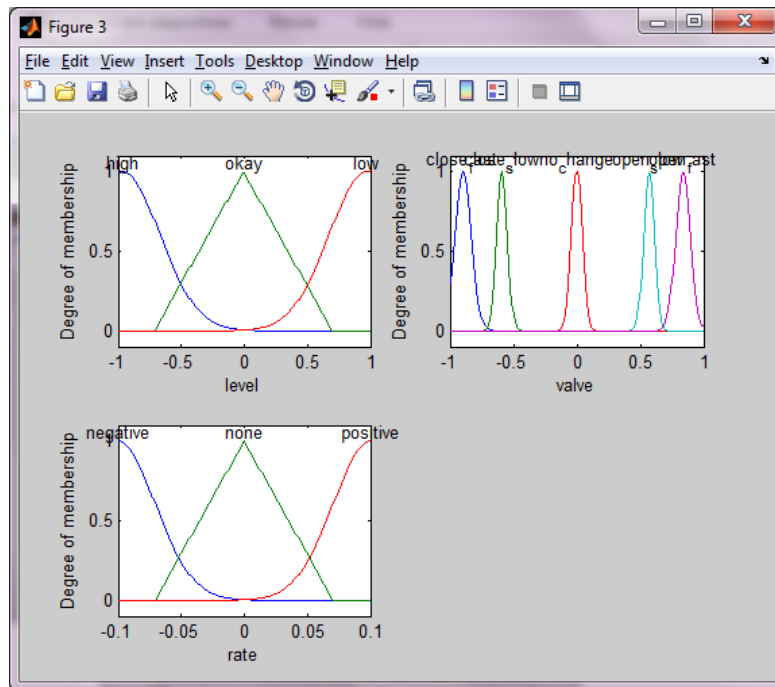 Figure 3
File Edit View Insert Tools Desktop Window Help
high okay low
1
0.5
0
Degree of membership
-1 -0.5 0 0.5 1
level
1
0.5
0
Degree of membership
-1 -0.5 0 0.5 1
valve
negative none positive
1
0.5
0
Degree of membership
-0.1 -0.05 0 0.05 0.1
rate